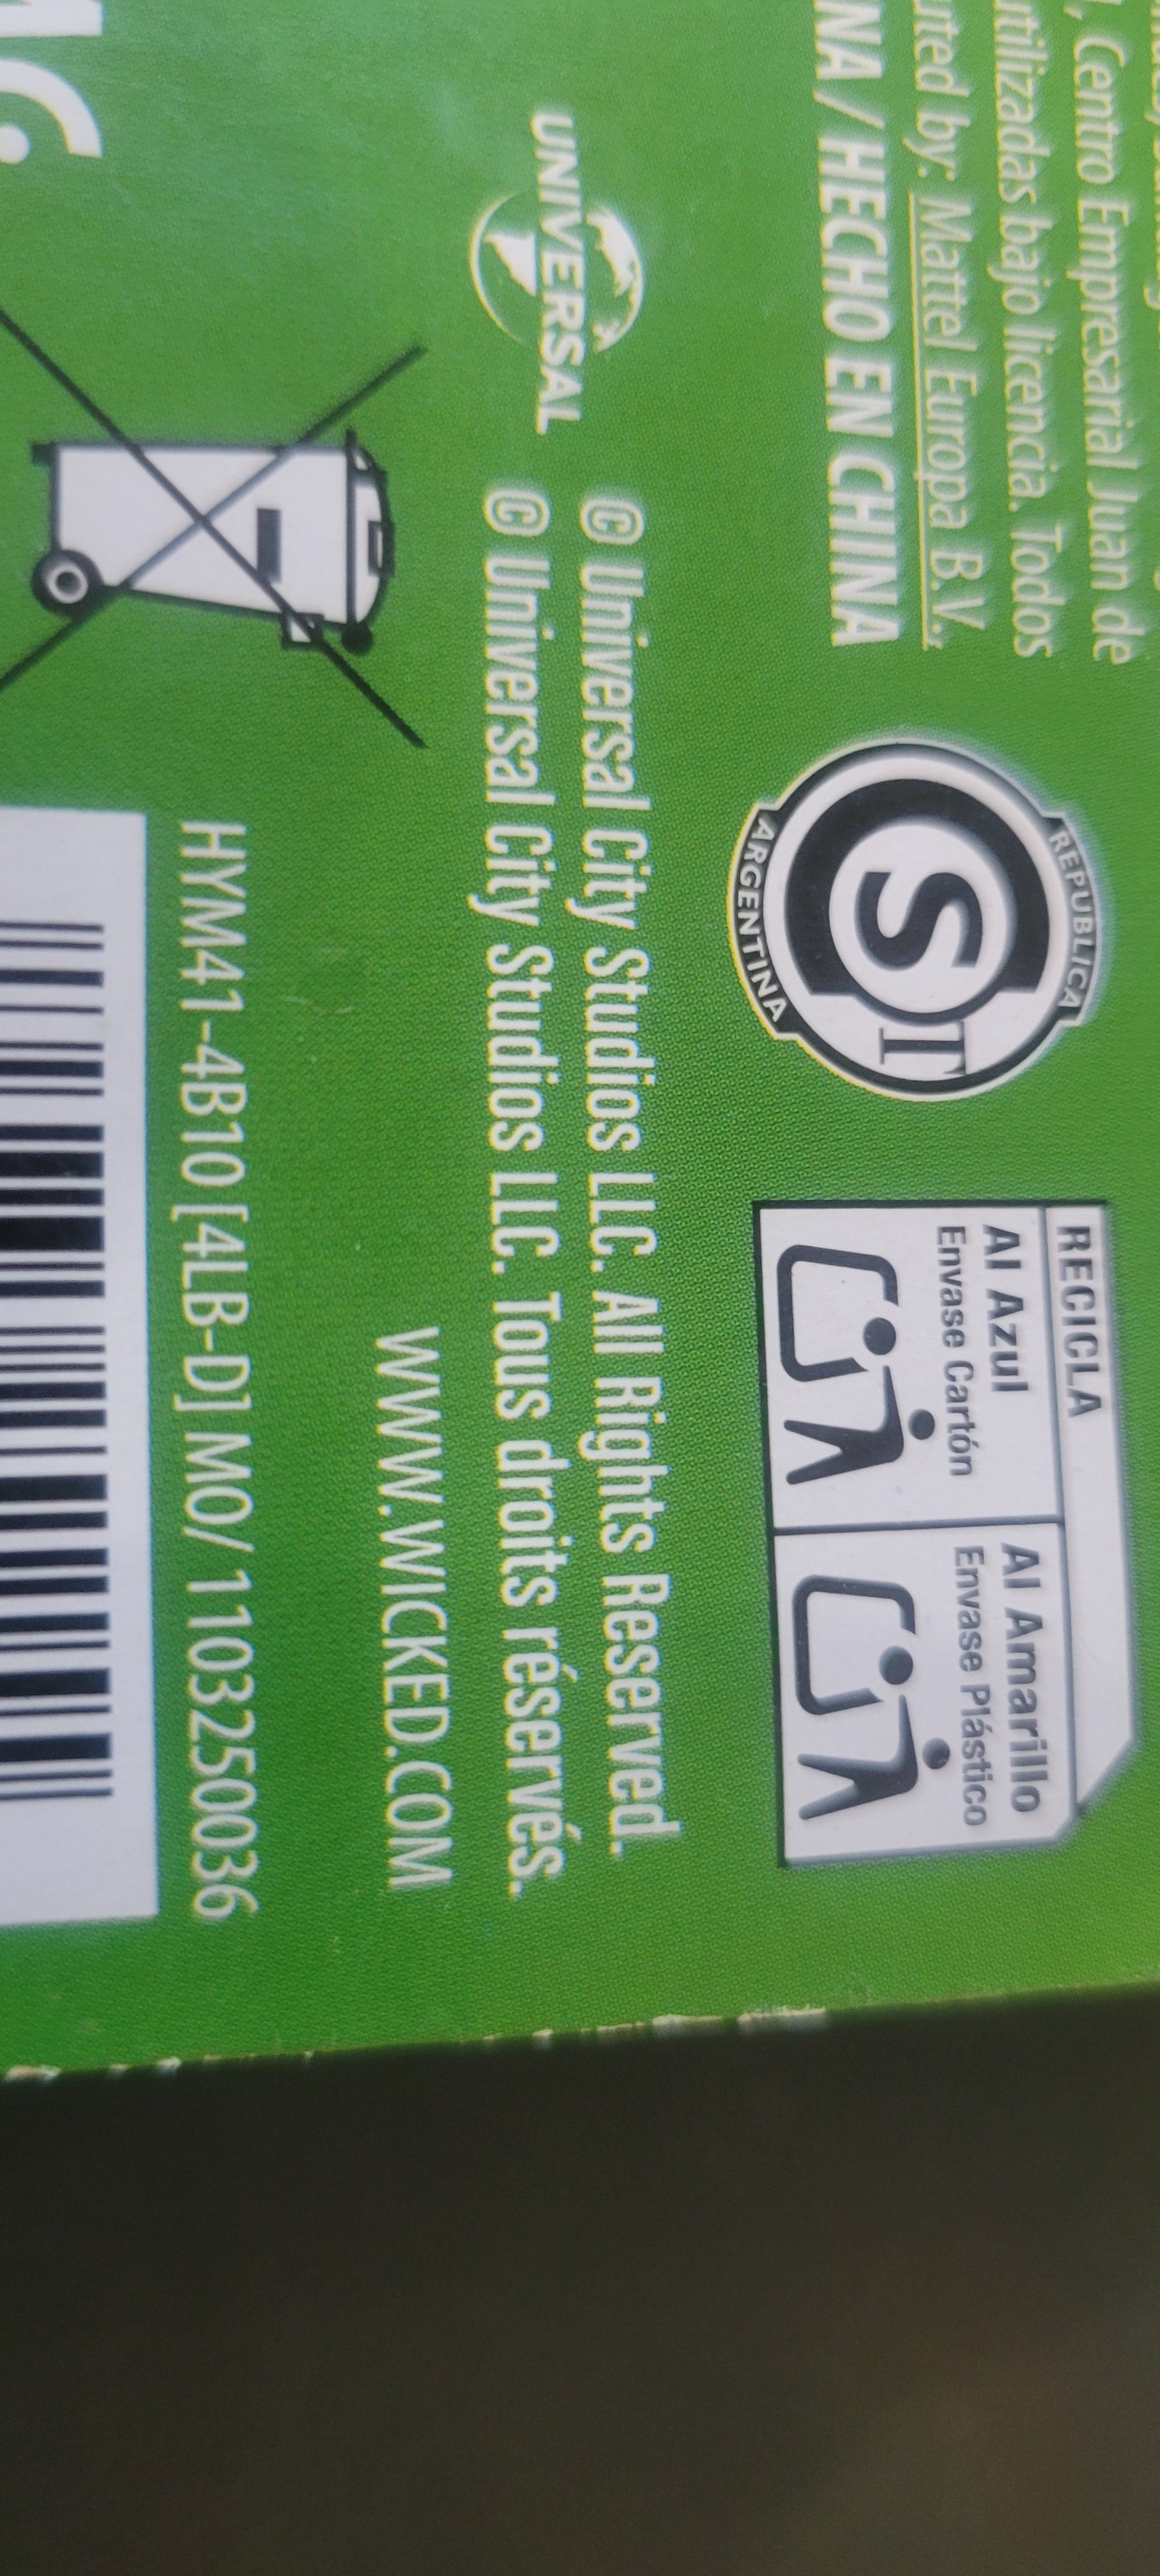 , Centro Empresarial Juan de
utilizadas bajo licencia. Todos
uted by: Mattel Europa B.V.,
NA / HECHO EN CHINA
REPUBLICA
S
T
ARGENTINA
RECICLA
Al Azul
Envase Cartón
Al Amarillo
Envase Plástico
UNIVERSAL
© Universal City Studios LLC. All Rights Reserved.
© Universal City Studios LLC. Tous droits réservés.
WWW.WICKED.COM
HYM41-4B10 [4LB-D] MO/ 1103250036